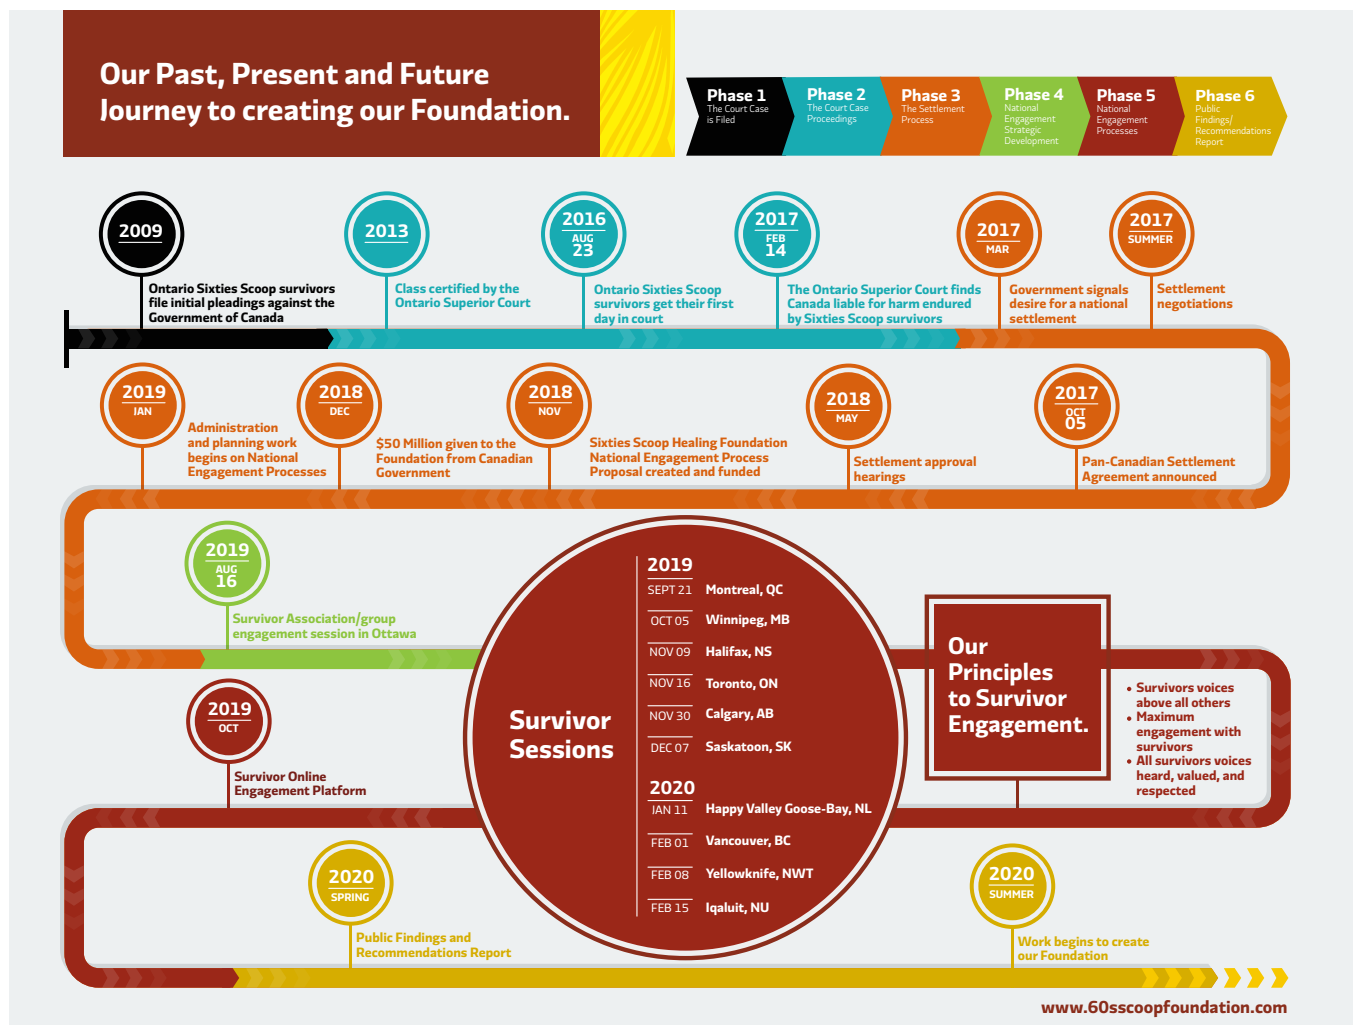 Our Past, Present and Future
Journey to creating our Foundation.
Phase 1
The Court Case
is Filed
Phase 2
The Court Case
Proceedings
Phase 3
The Settlement
Process
Phase 4
National
Engagement
Strategic
Development
Phase 5
National
Engagement
Processes
Phase 6
Public
Findings/
Recommendations
Report
2009
Ontario Sixties Scoop survivors
file initial pleadings against the
Government of Canada
2013
Class certified by the
Ontario Superior Court
2016
AUG
23
Ontario Sixties Scoop
survivors get their first
day in court
2017
FEB
14
The Ontario Superior Court finds
Canada liable for harm endured
by Sixties Scoop survivors
2017
MAR
Government signals
desire for a national
settlement
2017
SUMMER
Settlement
negotiations
2019
JAN
Administration
and planning work
begins on National
Engagement Processes
2018
DEC
$50 Million given to the
Foundation from Canadian
Government
2018
NOV
Sixties Scoop Healing Foundation
National Engagement Process
Proposal created and funded
2018
MAY
Settlement approval
hearings
2017
OCT
05
Pan-Canadian Settlement
Agreement announced
2019
AUG
16
Survivor Association/group
engagement session in Ottawa
2019
OCT
Survivor Online
Engagement Platform
Survivor
Sessions
2019
SEPT 21 Montreal, QC
OCT 05 Winnipeg, MB
NOV 09 Halifax, NS
NOV 16 Toronto, ON
NOV 30 Calgary, AB
DEC 07 Saskatoon, SK
2020
JAN 11 Happy Valley Goose-Bay, NL
FEB 01 Vancouver, BC
FEB 08 Yellowknife, NWT
FEB 15 Iqaluit, NU
Our
Principles
to Survivor
Engagement.
• Survivors voices
above all others
• Maximum
engagement with
survivors
• All survivors voices
heard, valued, and
respected
2020
SPRING
Public Findings and
Recommendations Report
2020
SUMMER
Work begins to create
our Foundation
www.60sscoopfoundation.com